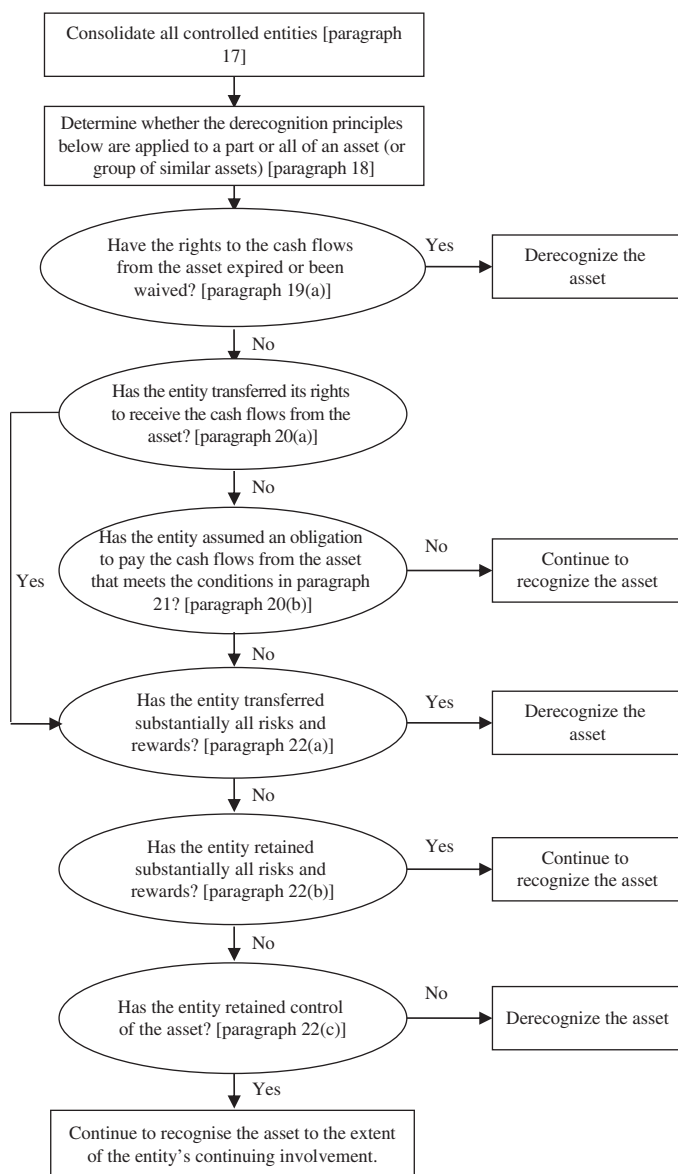 Consolidate all controlled entities [paragraph
17]
Determine whether the derecognition principles
below are applied to a part or all of an asset (or
group of similar assets) [paragraph 18]
Have the rights to the cash flows
from the asset expired or been
waived? [paragraph 19(a)]
Yes
Derecognize the
asset
No
Has the entity transferred its rights
to receive the cash flows from the
asset? [paragraph 20(a)]
No
Yes
Has the entity assumed an obligation
to pay the cash flows from the asset
that meets the conditions in paragraph
21? [paragraph 20(b)]
No
Continue to
recognize the asset
No
Has the entity transferred
substantially all risks and
rewards? [paragraph 22(a)]
Yes
Derecognize the
asset
No
Has the entity retained
substantially all risks and
rewards? [paragraph 22(b)]
Yes
Continue to
recognize the asset
No
Has the entity retained control
of the asset? [paragraph 22(c)]
No
Derecognize the asset
Yes
Continue to recognise the asset to the extent
of the entity's continuing involvement.